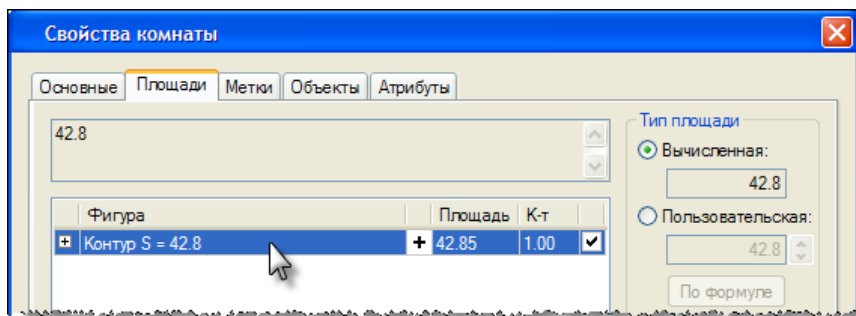 Свойства комнаты
Основные Площади Метки Объекты Атрибуты
42.8
Тип площади
Вычисленная:
42.8
Пользовательская:
42.8
По формуле
Фигура Площадь К-т
Контур S = 42.8 + 42.85 1.00